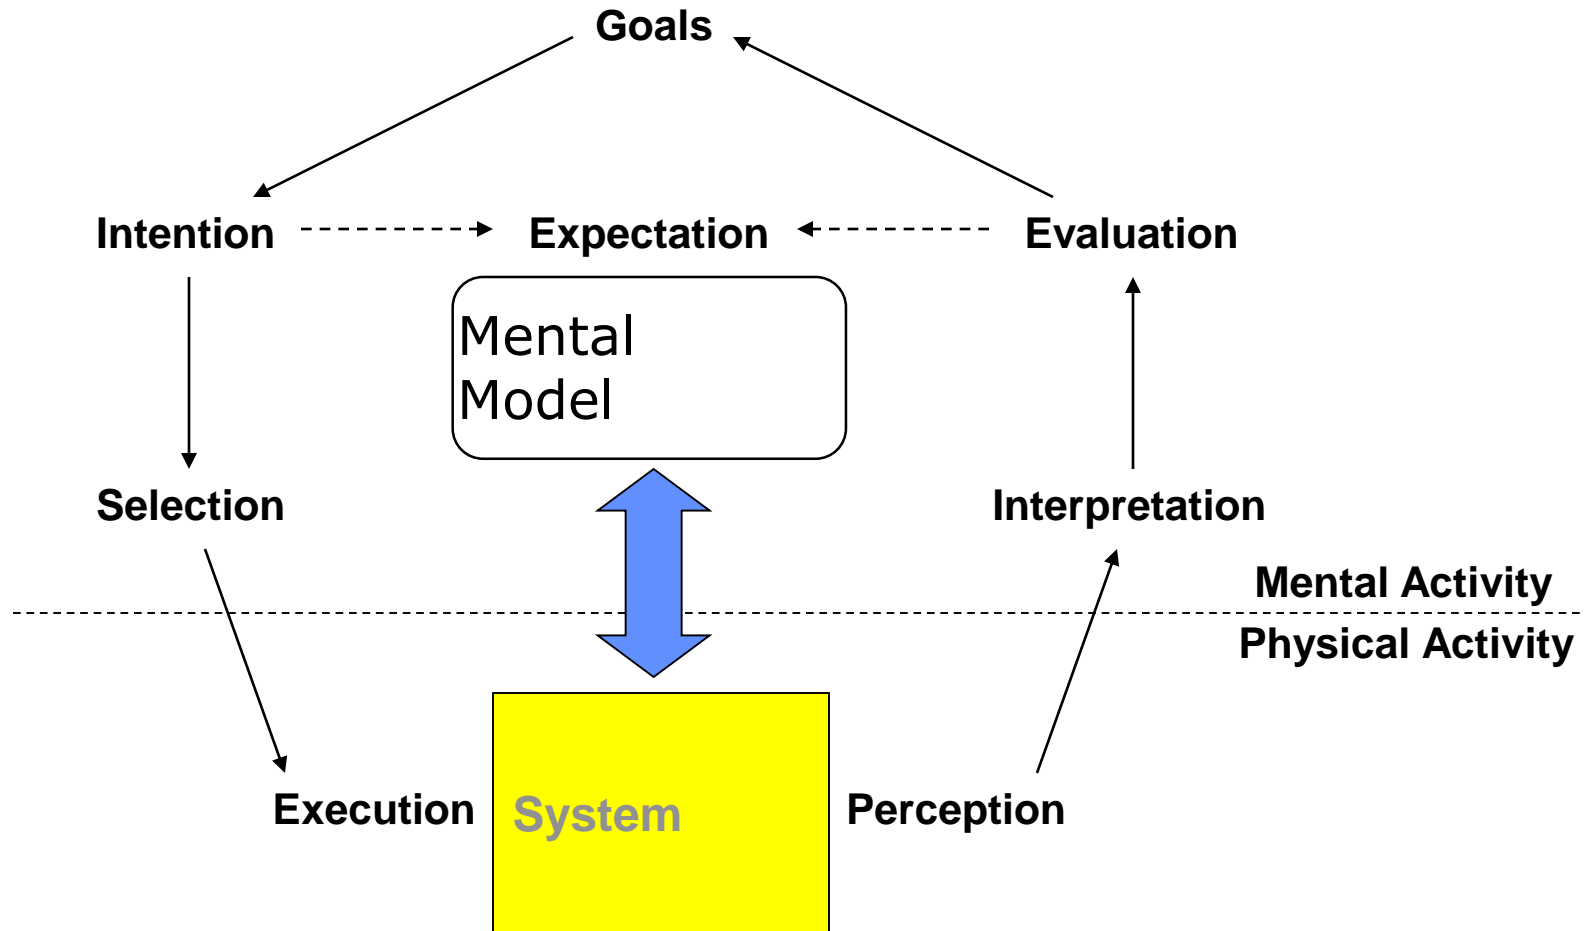 Goals
Intention
Expectation
Evaluation
Mental
Model
Selection
Interpretation
Mental Activity
Physical Activity
Execution
System
Perception